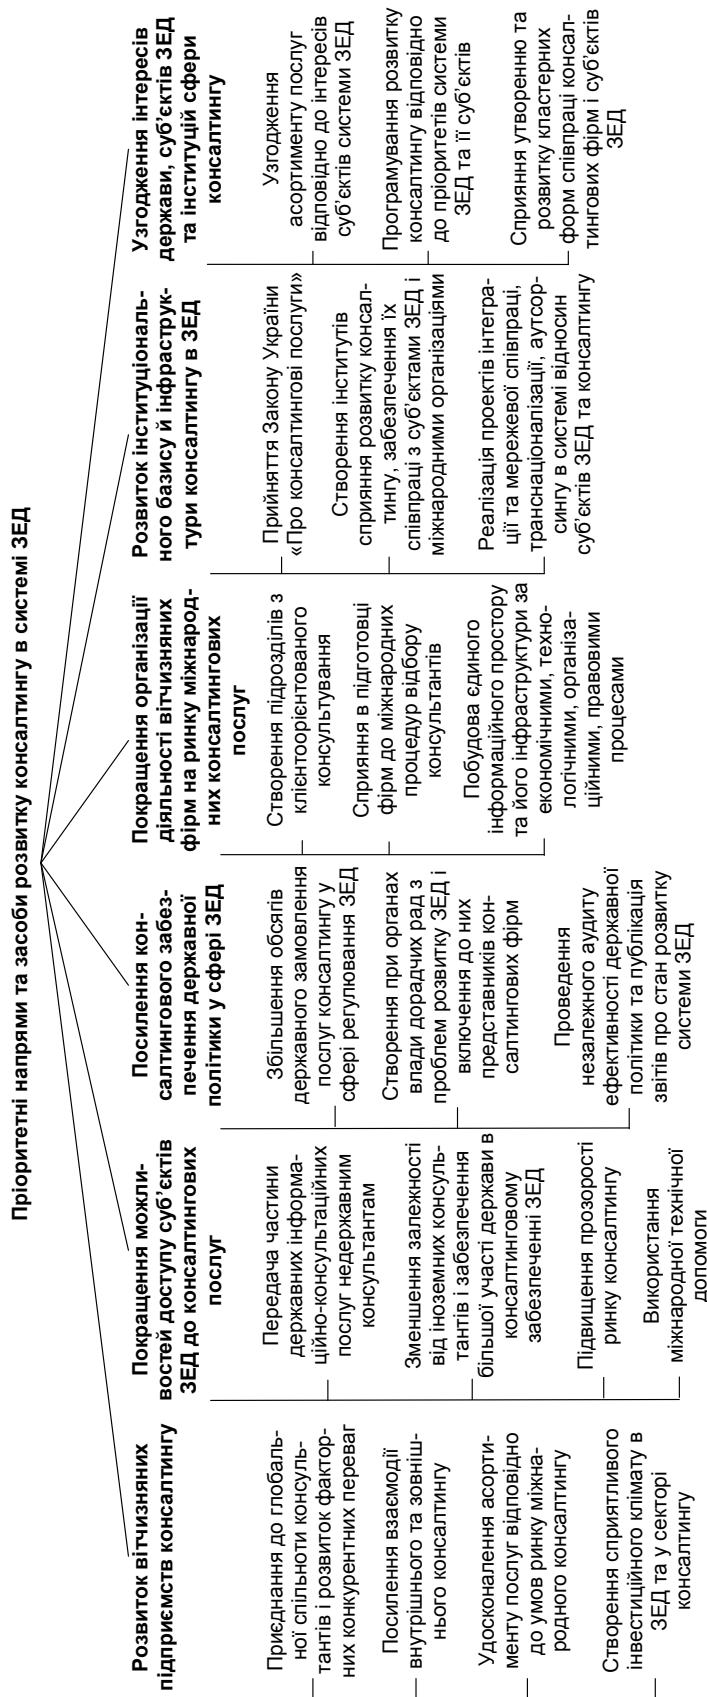 Пріоритетні напрями та засоби розвитку консалтингу в системі ЗЕД
Розвиток вітчизняних
підприємств консалтингу
Приєднання до глобаль-
ної спільноти консуль-
тантів і розвиток фактор-
них конкурентних переваг
Посилення взаємодії
внутрішнього та зовніш-
нього консалтингу
Удосконалення асорти-
менту послуг відповідно
до умов ринку міжна-
родного консалтингу
Створення сприятливого
інвестиційного клімату в
ЗЕД та у секторі
консалтингу
Покращення можли-
востей доступу суб’єктів
ЗЕД до консалтингових
послуг
Передача частини
державних інформа-
ційно-консультаційних
послуг недержавним
консультантам
Зменшення залежності
від іноземних консуль-
тантів і забезпечення
більшої участі держави в
консалтинговому
забезпеченні ЗЕД
Підвищення прозорості
ринку консалтингу
Використання
міжнародної технічної
допомоги
Посилення кон-
салтингового забез-
печення державної
політики у сфері ЗЕД
Збільшення обсягів
державного замовлення
послуг консалтингу у
сфері регулювання ЗЕД
Створення при органах
влади дорадчих рад з
проблем розвитку ЗЕД і
включення до них
представників кон-
салтингових фірм
Проведення
незалежного аудиту
ефективності державної
політики та публікація
звітів про стан розвитку
системи ЗЕД
Покращення організації
діяльності вітчизняних
фірм на ринку міжнарод-
них консалтингових
послуг
Створення підрозділів з
клієнтоорієнтованого
консультування
Сприяння в підготовці
фірм до міжнародних
процедур відбору
консультантів
Побудова єдиного
інформаційного простору
та його інфраструктури за
економічними, техно-
логічними, організа-
ційними, правовими
процесами
Розвиток інституціональ-
ного базису й інфраструк-
тури консалтингу в ЗЕД
Прийняття Закону України
«Про консалтингові послуги»
Створення інститутів
сприяння розвитку консал-
тингу, забезпечення їх
співпраці з суб’єктами ЗЕД і
міжнародними організаціями
Реалізація проектів інтегра-
ції та мережевої співпраці,
транснаціоналізації, аутсор-
сингу в системі відносин
суб’єктів ЗЕД та консалтингу
Узгодження інтересів
держави, суб’єктів ЗЕД
та інституцій сфери
консалтингу
Узгодження
асортименту послуг
відповідно до інтересів
суб’єктів системи ЗЕД
Програмування розвитку
консалтингу відповідно
до пріоритетів системи
ЗЕД та її суб’єктів
Сприяння утворенню та
розвитку кластерних
форм співпраці консал-
тингових фірм і суб’єктів
ЗЕД